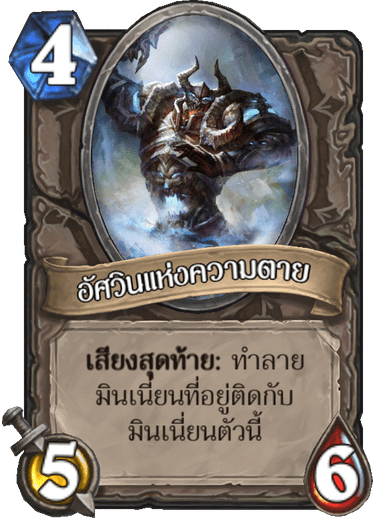 4
อัศวินแห่งความตาย
เสียงสุดท้าย: ทำลาย
มินเนี่ยนที่อยู่ติดกับ
มินเนี่ยนตัวนี้
5
6